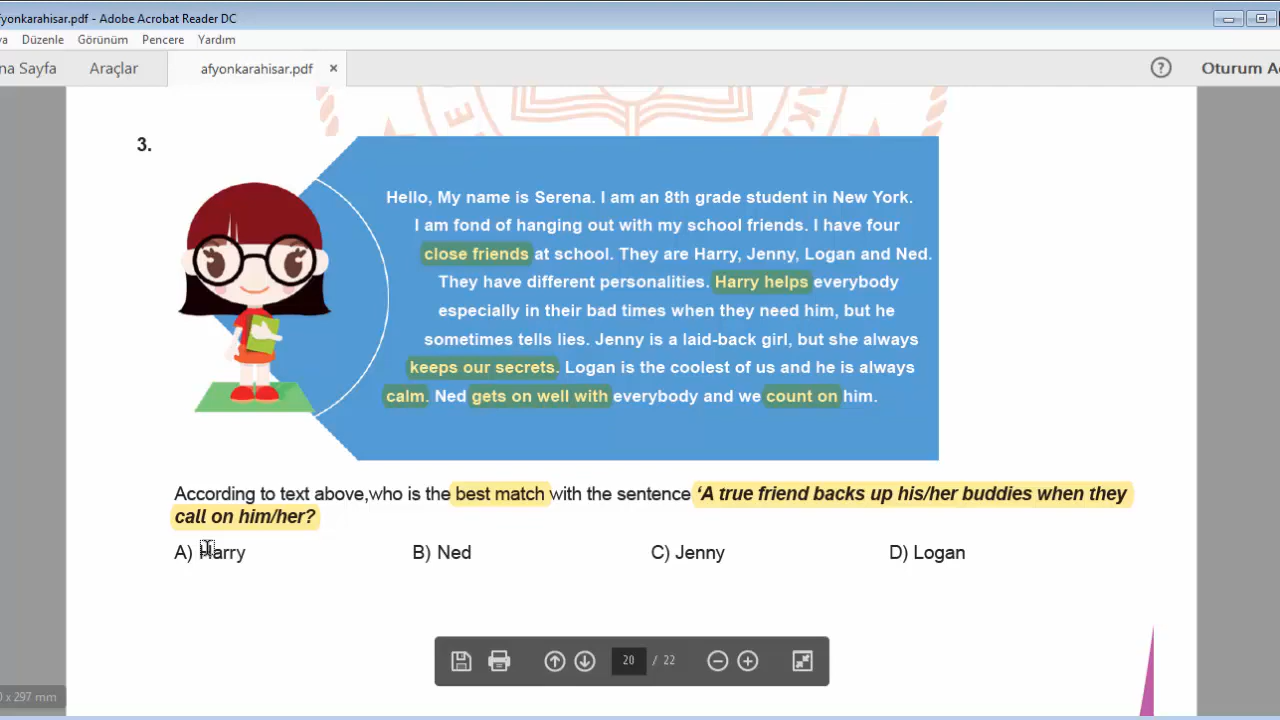 yonkarahisar.pdf - Adobe Acrobat Reader DC
ya Düzenle Görünüm Pencere Yardım
na Sayfa Araçlar afyonkarahisar.pdf × ? Oturum A
3.
Hello, My name is Serena. I am an 8th grade student in New York.
I am fond of hanging out with my school friends. I have four
close friends at school. They are Harry, Jenny, Logan and Ned.
They have different personalities. Harry helps everybody
especially in their bad times when they need him, but he
sometimes tells lies. Jenny is a laid-back girl, but she always
keeps our secrets. Logan is the coolest of us and he is always
calm. Ned gets on well with everybody and we count on him.
According to text above,who is the best match with the sentence ‘A true friend backs up his/her buddies when they
call on him/her?
A) Harry B) Ned C) Jenny D) Logan
20 / 22
0 x 297 mm